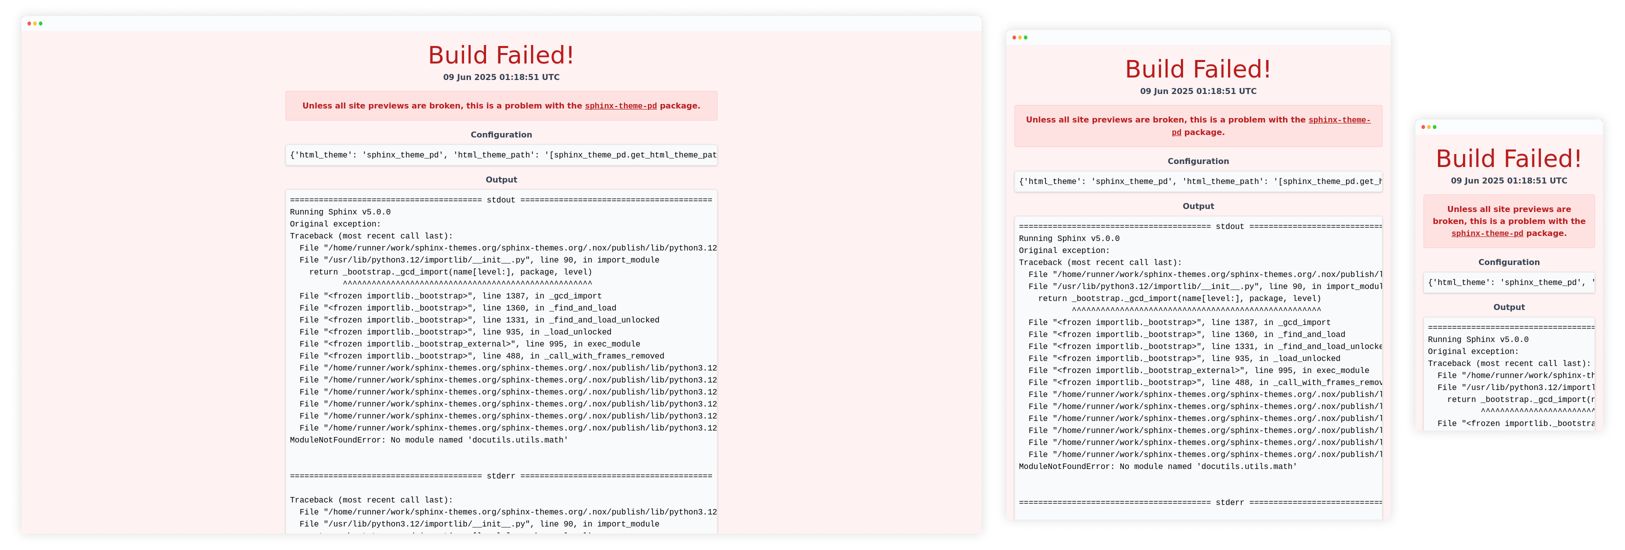 Build Failed!
09 Jun 2025 01:18:51 UTC
Unless all site previews are broken, this is a problem with the sphinx-theme-pd package.
Configuration
{'html_theme': 'sphinx_theme_pd', 'html_theme_path': '[sphinx_theme_pd.get_html_theme_pat
Output
======================================== stdout ========================================
Running Sphinx v5.0.0
Original exception:
Traceback (most recent call last):
  File "/home/runner/work/sphinx-themes.org/sphinx-themes.org/.nox/publish/lib/python3.12
  File "/usr/lib/python3.12/importlib/__init__.py", line 90, in import_module
    return _bootstrap._gcd_import(name[level:], package, level)
           ^^^^^^^^^^^^^^^^^^^^^^^^^^^^^^^^^^^^^^^^^^^^^^^^^^^^
  File "<frozen importlib._bootstrap>", line 1387, in _gcd_import
  File "<frozen importlib._bootstrap>", line 1360, in _find_and_load
  File "<frozen importlib._bootstrap>", line 1331, in _find_and_load_unlocked
  File "<frozen importlib._bootstrap>", line 935, in _load_unlocked
  File "<frozen importlib._bootstrap_external>", line 995, in exec_module
  File "<frozen importlib._bootstrap>", line 488, in _call_with_frames_removed
  File "/home/runner/work/sphinx-themes.org/sphinx-themes.org/.nox/publish/lib/python3.12
  File "/home/runner/work/sphinx-themes.org/sphinx-themes.org/.nox/publish/lib/python3.12
  File "/home/runner/work/sphinx-themes.org/sphinx-themes.org/.nox/publish/lib/python3.12
  File "/home/runner/work/sphinx-themes.org/sphinx-themes.org/.nox/publish/lib/python3.12
  File "/home/runner/work/sphinx-themes.org/sphinx-themes.org/.nox/publish/lib/python3.12
  File "/home/runner/work/sphinx-themes.org/sphinx-themes.org/.nox/publish/lib/python3.12
ModuleNotFoundError: No module named 'docutils.utils.math'
======================================== stderr ========================================
Traceback (most recent call last):
  File "/home/runner/work/sphinx-themes.org/sphinx-themes.org/.nox/publish/lib/python3.12
  File "/usr/lib/python3.12/importlib/__init__.py", line 90, in import_module
Build Failed!
09 Jun 2025 01:18:51 UTC
Unless all site previews are broken, this is a problem with the sphinx-theme-
pd package.
Configuration
{'html_theme': 'sphinx_theme_pd', 'html_theme_path': '[sphinx_theme_pd.get_h
Output
======================================== stdout ============================
Running Sphinx v5.0.0
Original exception:
Traceback (most recent call last):
  File "/home/runner/work/sphinx-themes.org/sphinx-themes.org/.nox/publish/l
  File "/usr/lib/python3.12/importlib/__init__.py", line 90, in import_modul
    return _bootstrap._gcd_import(name[level:], package, level)
           ^^^^^^^^^^^^^^^^^^^^^^^^^^^^^^^^^^^^^^^^^^^^^^^^^^^^
  File "<frozen importlib._bootstrap>", line 1387, in _gcd_import
  File "<frozen importlib._bootstrap>", line 1360, in _find_and_load
  File "<frozen importlib._bootstrap>", line 1331, in _find_and_load_unlocke
  File "<frozen importlib._bootstrap>", line 935, in _load_unlocked
  File "<frozen importlib._bootstrap_external>", line 995, in exec_module
  File "<frozen importlib._bootstrap>", line 488, in _call_with_frames_remov
  File "/home/runner/work/sphinx-themes.org/sphinx-themes.org/.nox/publish/l
  File "/home/runner/work/sphinx-themes.org/sphinx-themes.org/.nox/publish/l
  File "/home/runner/work/sphinx-themes.org/sphinx-themes.org/.nox/publish/l
  File "/home/runner/work/sphinx-themes.org/sphinx-themes.org/.nox/publish/l
  File "/home/runner/work/sphinx-themes.org/sphinx-themes.org/.nox/publish/l
  File "/home/runner/work/sphinx-themes.org/sphinx-themes.org/.nox/publish/l
ModuleNotFoundError: No module named 'docutils.utils.math'
======================================== stderr ============================
Build Failed!
09 Jun 2025 01:18:51 UTC
Unless all site previews are
broken, this is a problem with the
sphinx-theme-pd package.
Configuration
{'html_theme': 'sphinx_theme_pd', '
Output
===================================
Running Sphinx v5.0.0
Original exception:
Traceback (most recent call last):
  File "/home/runner/work/sphinx-th
  File "/usr/lib/python3.12/importl
    return _bootstrap._gcd_import(n
           ^^^^^^^^^^^^^^^^^^^^^^^^
  File "<frozen importlib._bootstra